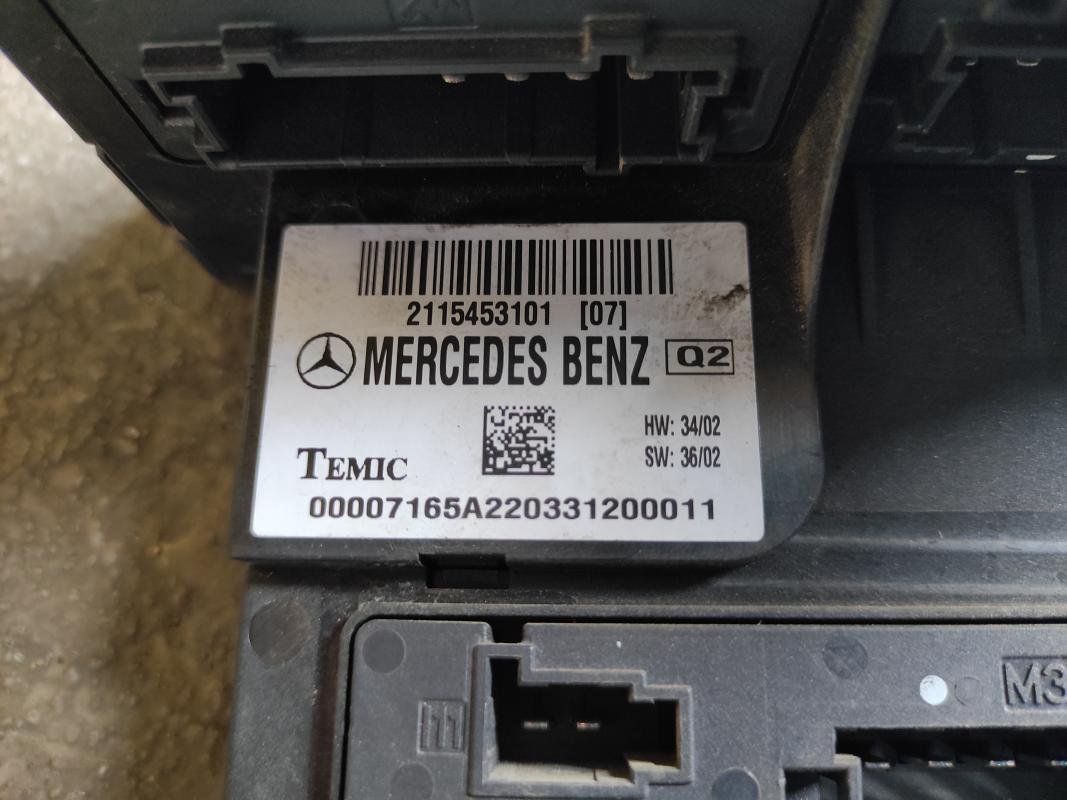 2115453101 [07]
MERCEDES BENZ Q2
HW: 34/02
SW: 36/02
TEMIC
00007165A220331200011
M3